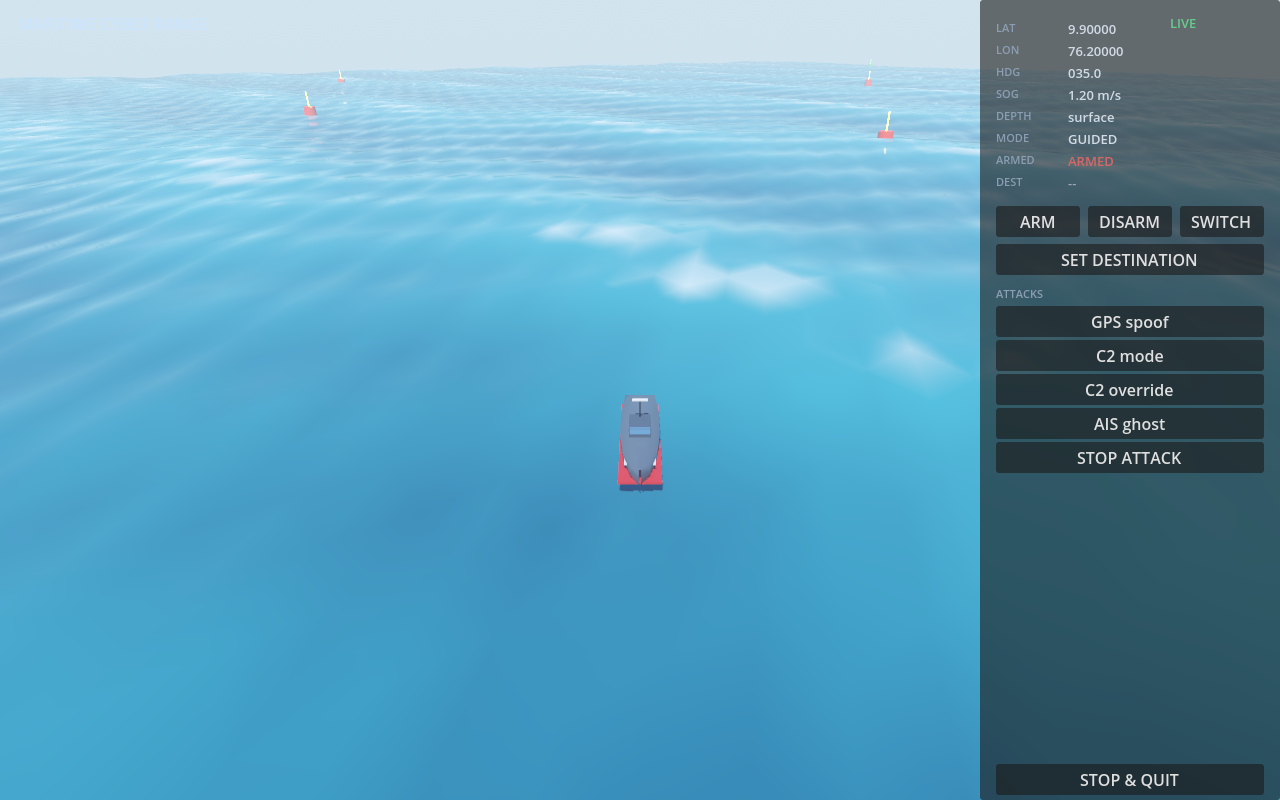 LIVE
LAT 9.90000
LON 76.20000
HDG 035.0
SOG 1.20 m/s
DEPTH surface
MODE GUIDED
ARMED ARMED
DEST --
ARM DISARM SWITCH
SET DESTINATION
ATTACKS
GPS spoof
C2 mode
C2 override
AIS ghost
STOP ATTACK
STOP & QUIT